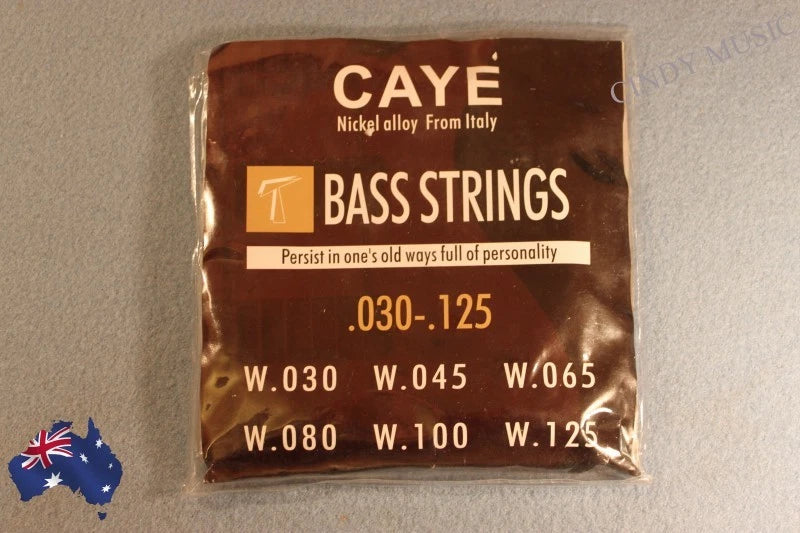 CINDY MUSIC
CAYE
Nickel alloy From Italy
BASS STRINGS
Persist in one's old ways full of personality
.030-.125
W.030 W.045 W.065
W.080 W.100 W.125